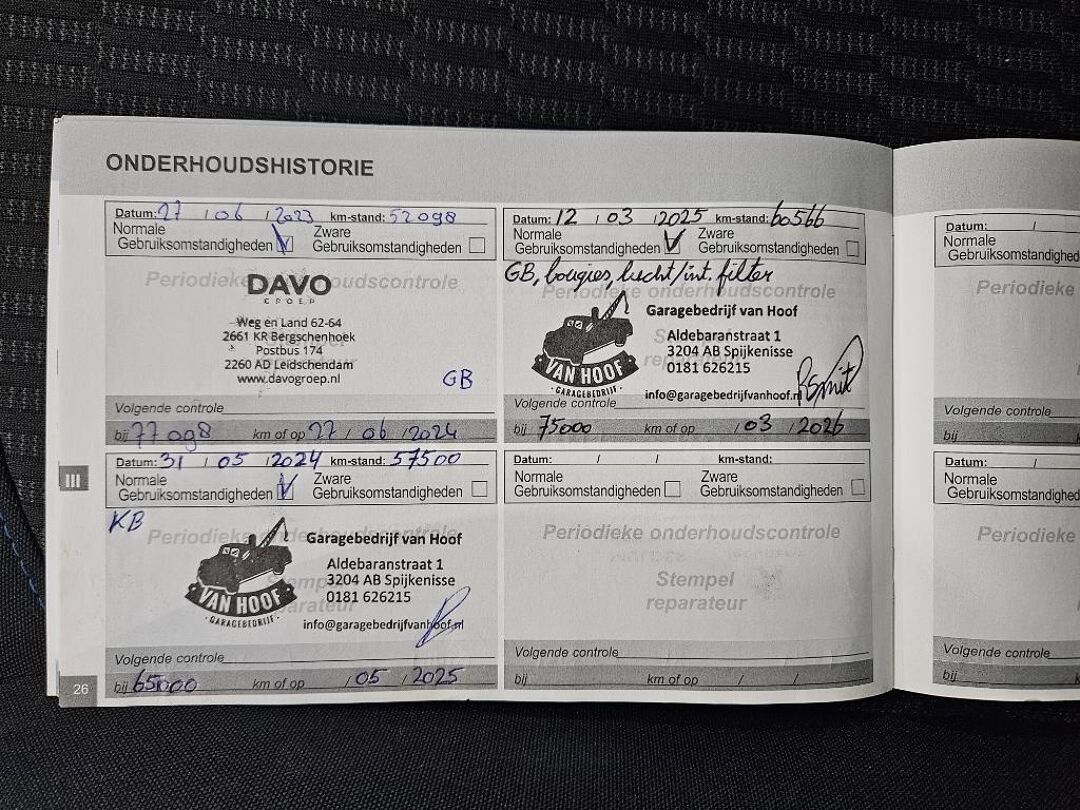 ONDERHOUDSHISTORIE
Datum: 27 / 06 / 2023 km-stand: 52098
Normale
Gebruiksomstandigheden V
Zware
Gebruiksomstandigheden
Periodieke onderhoudscontrole
DAVO
GROEP
Weg en Land 62-64
2661 KR Bergschenhoek
Postbus 174
2260 AD Leidschendam
www.davogroep.nl
GB
Volgende controle
bij 77098 km of op 27 / 06 / 2024
Datum: 31 / 05 / 2024 km-stand: 57500
Normale
Gebruiksomstandigheden V
Zware
Gebruiksomstandigheden
KB
Periodieke onderhoudscontrole
Stempel
reparateur
VAN HOOF
GARAGEBEDRIJF
Garagebedrijf van Hoof
Aldebaranstraat 1
3204 AB Spijkenisse
0181 626215
info@garagebedrijfvanhoof.nl
Volgende controle
bij 65000 km of op / 05 / 2025
III
26
Datum: 12 / 03 / 2025 km-stand: 60566
Normale
Gebruiksomstandigheden V
Zware
Gebruiksomstandigheden
GB, bougies, lucht/int. filter
Periodieke onderhoudscontrole
VAN HOOF
GARAGEBEDRIJF
Garagebedrijf van Hoof
Aldebaranstraat 1
3204 AB Spijkenisse
0181 626215
info@garagebedrijfvanhoof.nl
Volgende controle
bij 75000 km of op / 03 / 2026
Datum: / / km-stand:
Normale
Gebruiksomstandigheden
Zware
Gebruiksomstandigheden
Periodieke onderhoudscontrole
Stempel
reparateur
Volgende controle
bij km of op / /
Datum: /
Normale
Gebruiksomstandighed
Periodieke
Volgende controle
bij
Datum: /
Normale
Gebruiksomstandighed
Periodieke
Volgende controle
bij